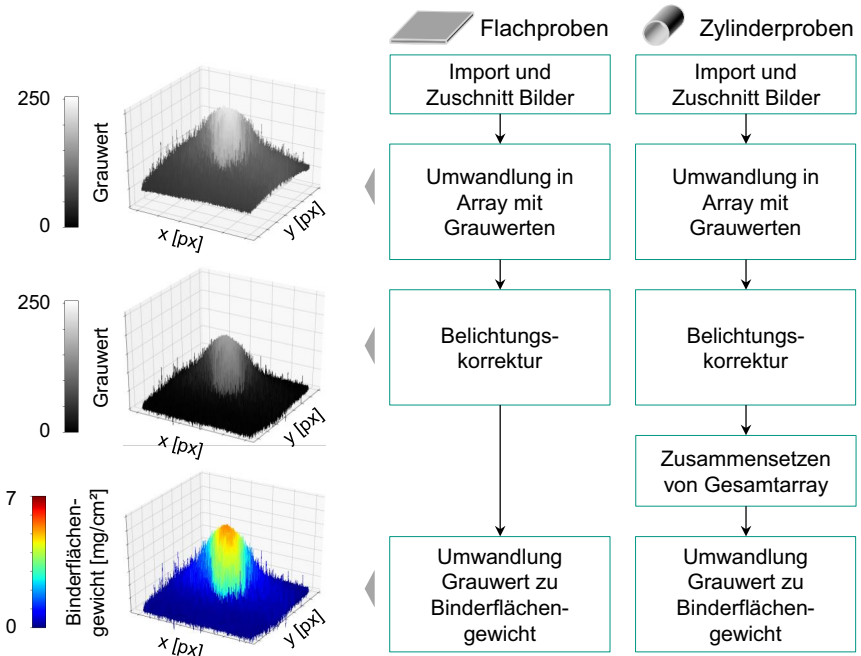 Flachproben
Zylinderproben
Import und
Zuschnitt Bilder
Import und
Zuschnitt Bilder
250
Grauwert
0
x [px]
y [px]
Umwandlung in
Array mit
Grauwerten
Umwandlung in
Array mit
Grauwerten
250
Grauwert
0
x [px]
y [px]
Belichtungs-
korrektur
Belichtungs-
korrektur
Zusammensetzen
von Gesamtarray
7
Binderflächen-
gewicht [mg/cm²]
0
x [px]
y [px]
Umwandlung
Grauwert zu
Binderflächen-
gewicht
Umwandlung
Grauwert zu
Binderflächen-
gewicht